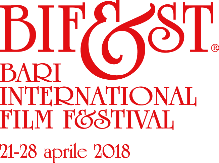 BIF&ST®
BARI
INTERNATIONAL
FILM F&STIVAL
21-28 aprile 2018